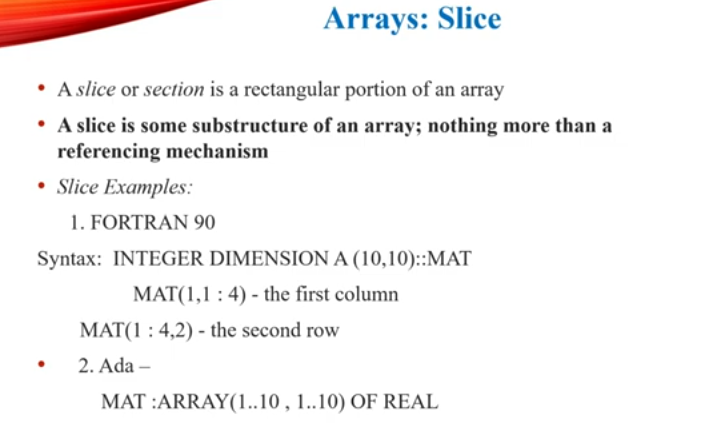 Arrays: Slice
• A slice or section is a rectangular portion of an array
• A slice is some substructure of an array; nothing more than a
referencing mechanism
• Slice Examples:
1. FORTRAN 90
Syntax: INTEGER DIMENSION A (10,10)::MAT
MAT(1,1 : 4) - the first column
MAT(1 : 4,2) - the second row
• 2. Ada –
MAT :ARRAY(1..10 , 1..10) OF REAL